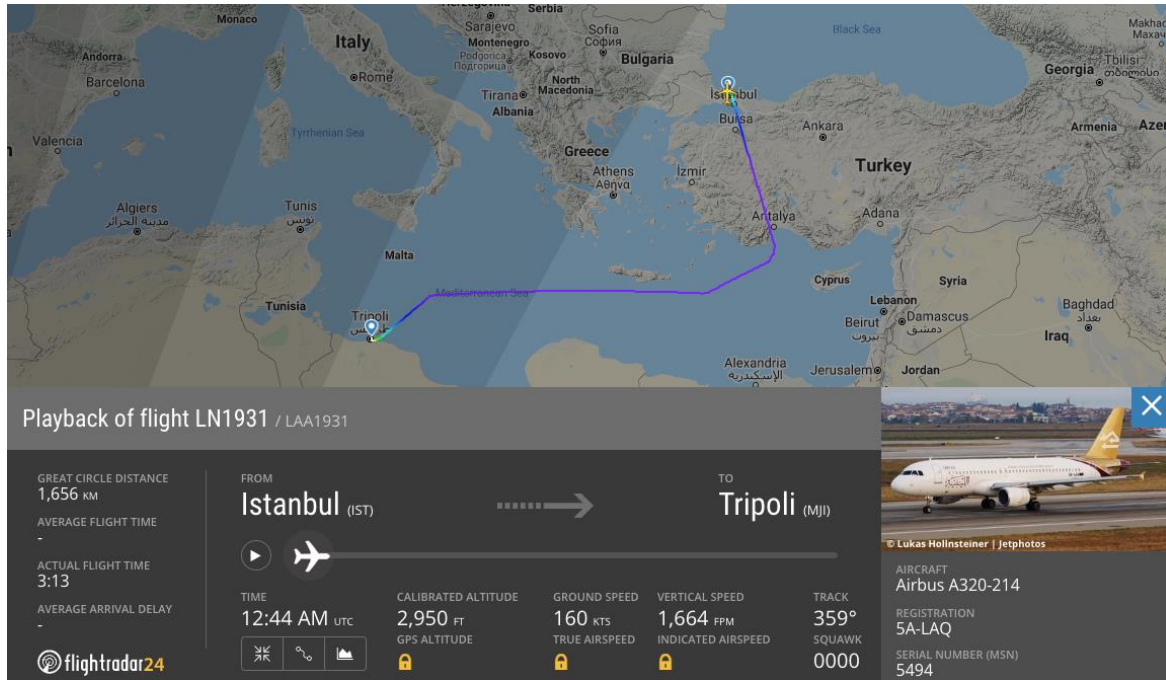 Serbia
Monaco
Sarajevo
Sofia
София
Black Sea
Italy
Montenegro
Andorra
Podgorica
Подгорица
Kosovo
Bulgaria
Georgia
Tbilisi
Barcelona
Rome
Tirana
North
Macedonia
Albania
Bursa
Ankara
Armenia
Valencia
Tyrrhenian Sea
Greece
Athens
Αθήνα
İzmir
Turkey
Algiers
Tunis
تونس
Antalya
Adana
Malta
Cyprus
Syria
Tunisia
Mediterranean Sea
Lebanon
Tripoli
Beirut
بيروت
Damascus
دمشق
Baghdad
بغداد
Iraq
Alexandria
الإسكندرية
Jerusalem
Jordan
Playback of flight LN1931 / LAA1931
GREAT CIRCLE DISTANCE
1,656 KM
AVERAGE FLIGHT TIME
-
ACTUAL FLIGHT TIME
3:13
AVERAGE ARRIVAL DELAY
-
flightradar24
FROM
Istanbul (IST)
TO
Tripoli (MJI)
TIME
12:44 AM UTC
CALIBRATED ALTITUDE
2,950 FT
GPS ALTITUDE
GROUND SPEED
160 KTS
TRUE AIRSPEED
VERTICAL SPEED
1,664 FPM
INDICATED AIRSPEED
TRACK
359°
SQUAWK
0000
© Lukas Hollnsteiner | Jetphotos
AIRCRAFT
Airbus A320-214
REGISTRATION
5A-LAQ
SERIAL NUMBER (MSN)
5494